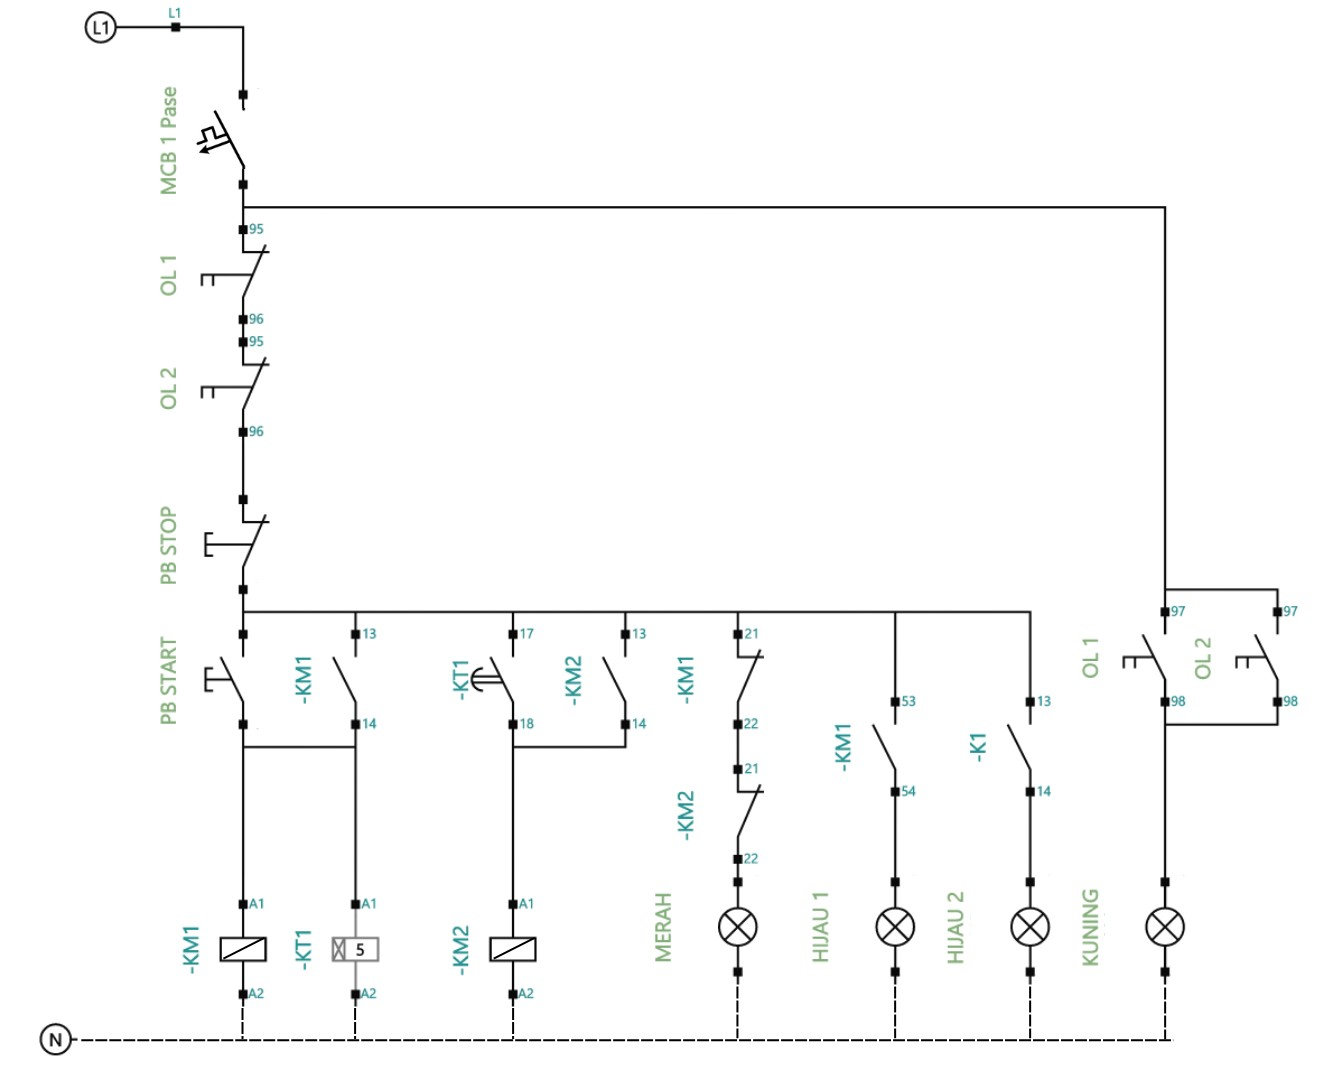 L1
L1
MCB 1 Pase
95
OL 1
96
95
OL 2
96
PB STOP
PB START
-KM1
13
14
-KT1
17
18
-KM2
13
14
-KM1
21
22
-KM2
21
22
-KM1
53
54
-K1
13
14
OL 1
97
98
OL 2
97
98
-KM1
A1
A2
-KT1
A1
5
A2
-KM2
A1
A2
MERAH
HIJAU 1
HIJAU 2
KUNING
N